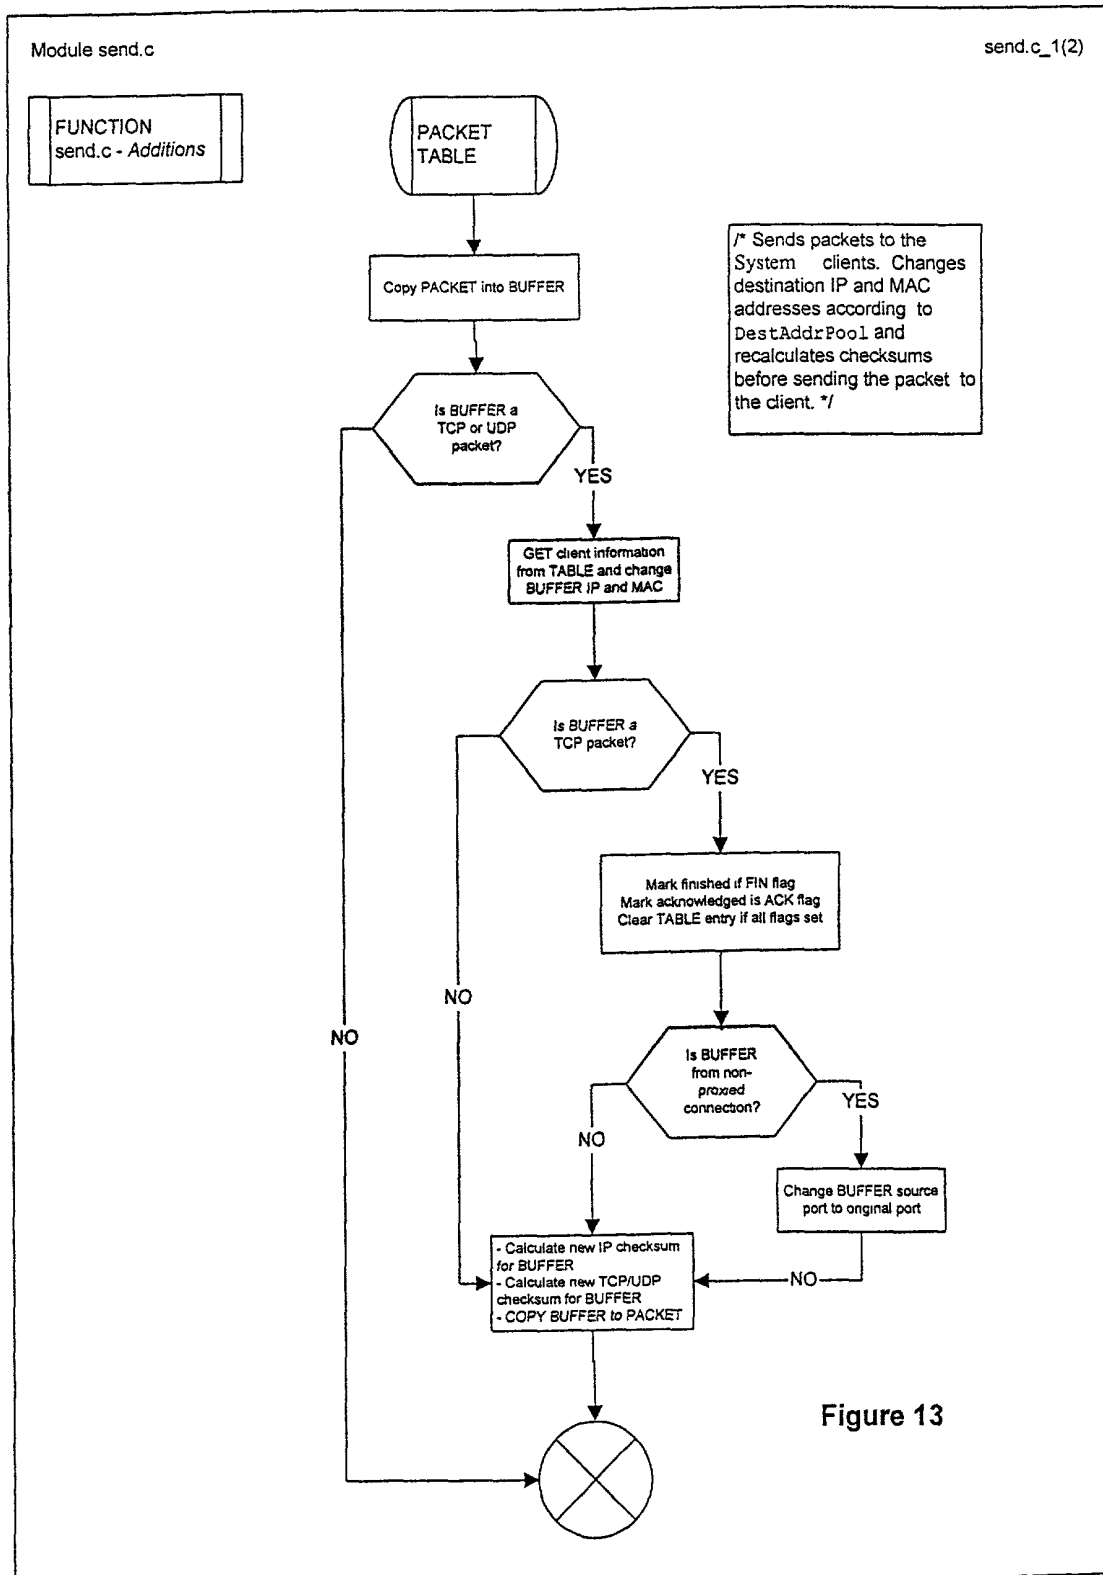 Module send.c
send.c_1(2)
FUNCTION
send.c - Additions
PACKET
TABLE
/* Sends packets to the
System clients. Changes
destination IP and MAC
addresses according to
DestAddrPool and
recalculates checksums
before sending the packet to
the client. */
Copy PACKET into BUFFER
Is BUFFER a
TCP or UDP
packet?
YES
GET client information
from TABLE and change
BUFFER IP and MAC
Is BUFFER a
TCP packet?
YES
Mark finished if FIN flag
Mark acknowledged is ACK flag
Clear TABLE entry if all flags set
NO
NO
Is BUFFER
from non-
proxied
connection?
YES
NO
Change BUFFER source
port to original port
- Calculate new IP checksum
for BUFFER
- Calculate new TCP/UDP
checksum for BUFFER
- COPY BUFFER to PACKET
NO
Figure 13